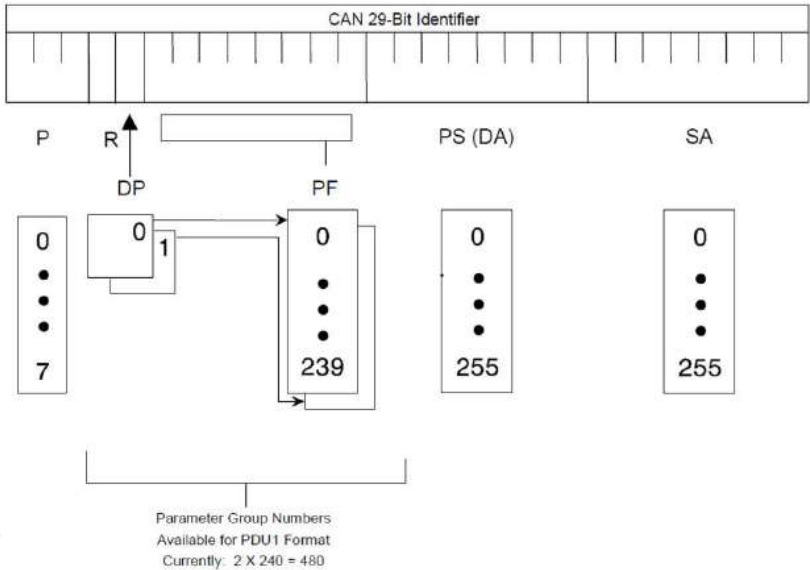 CAN 29-Bit Identifier
P R PS (DA) SA
DP PF
0 0 1 0 0 0
7 239 255 255
Parameter Group Numbers
Available for PDU1 Format
Currently: 2 X 240 = 480